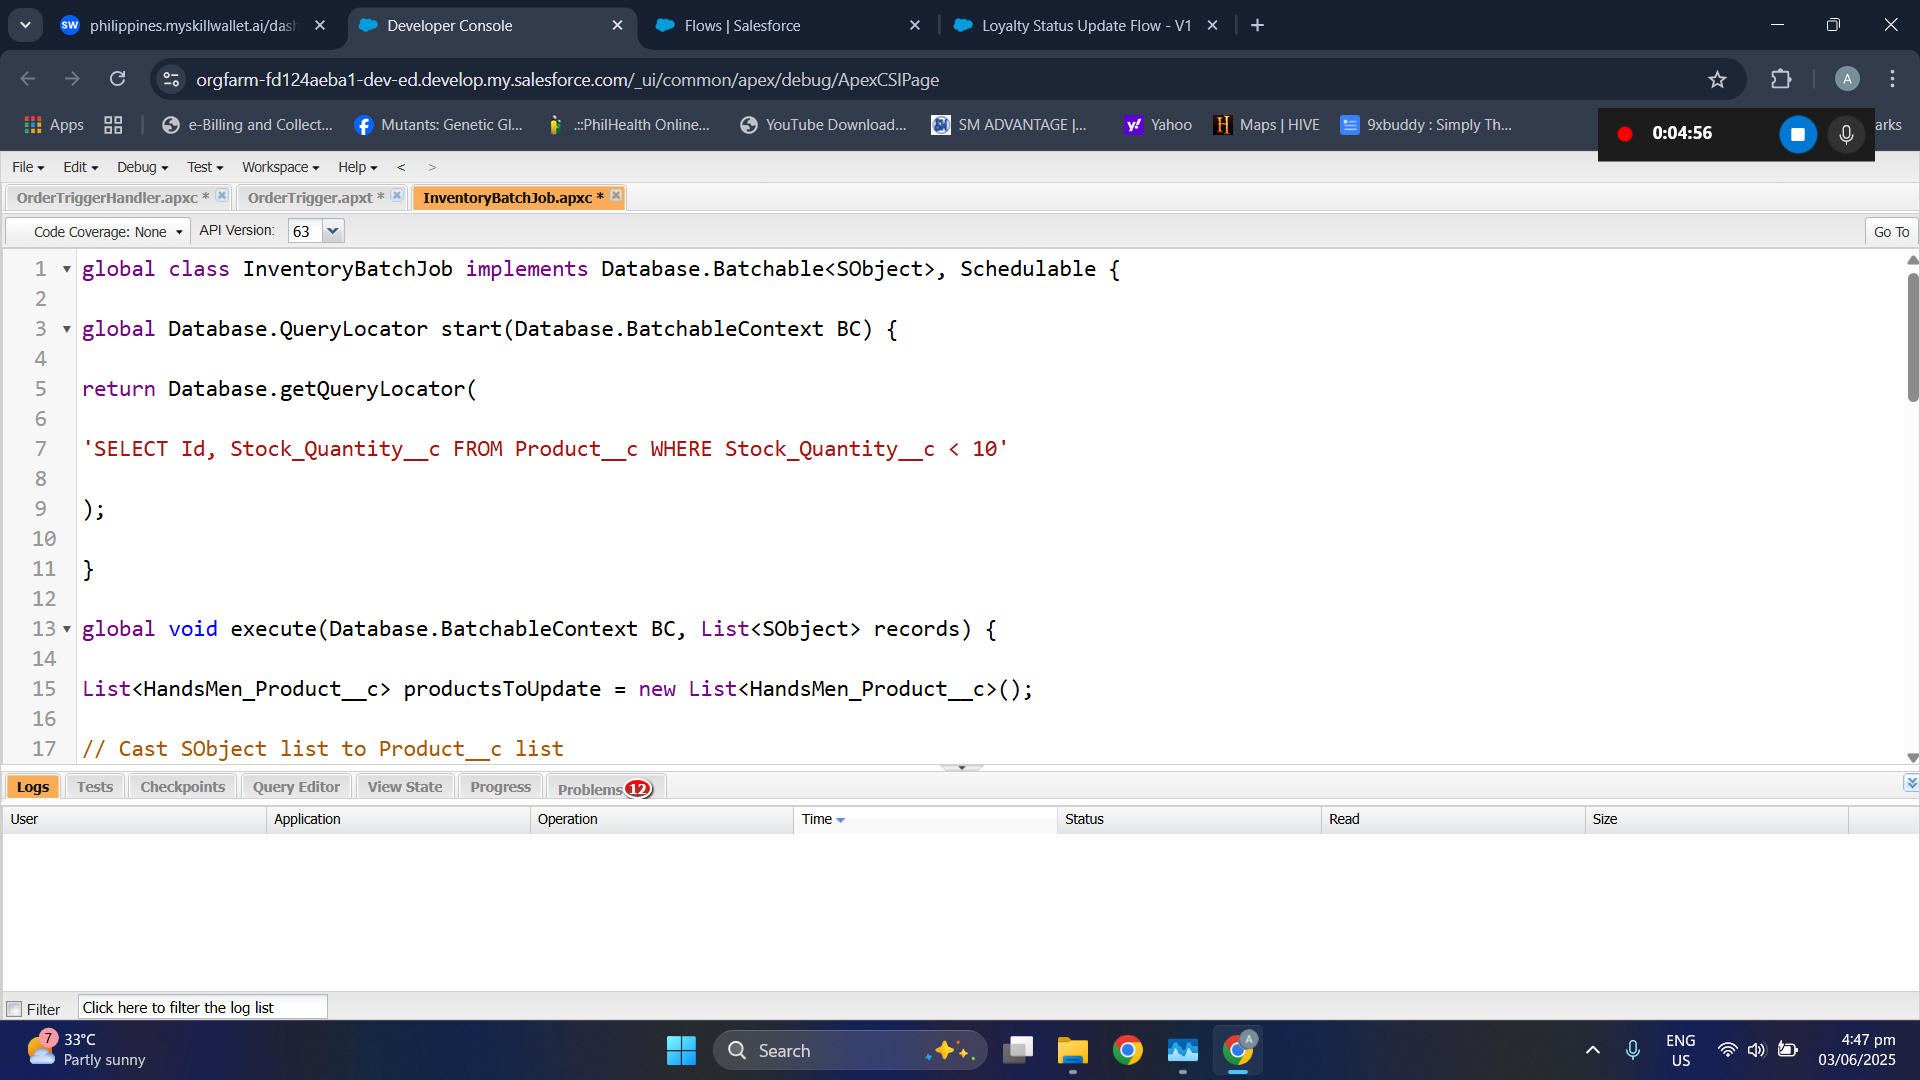 SW philippines.myskillwallet.ai/dash
Developer Console
Flows | Salesforce
Loyalty Status Update Flow - V1
orgfarm-fd124aeba1-dev-ed.develop.my.salesforce.com/_ui/common/apex/debug/ApexCSIPage
A
Apps
e-Billing and Collect...
Mutants: Genetic Gl...
.::PhilHealth Online...
YouTube Download...
SM ADVANTAGE |...
Yahoo
Maps | HIVE
9xbuddy : Simply Th...
0:04:56
arks
File Edit Debug Test Workspace Help < >
OrderTriggerHandler.apxc * OrderTrigger.apxt * InventoryBatchJob.apxc *
Code Coverage: None API Version: 63 Go To
1 global class InventoryBatchJob implements Database.Batchable<SObject>, Schedulable {
2
3 global Database.QueryLocator start(Database.BatchableContext BC) {
4
5 return Database.getQueryLocator(
6
7 'SELECT Id, Stock_Quantity__c FROM Product__c WHERE Stock_Quantity__c < 10'
8
9 );
10
11 }
12
13 global void execute(Database.BatchableContext BC, List<SObject> records) {
14
15 List<HandsMen_Product__c> productsToUpdate = new List<HandsMen_Product__c>();
16
17 // Cast SObject list to Product__c list
Logs Tests Checkpoints Query Editor View State Progress Problems 12
User Application Operation Time Status Read Size
Filter Click here to filter the log list
7 33°C
Partly sunny
Search
A
ENG
US
4:47 pm
03/06/2025